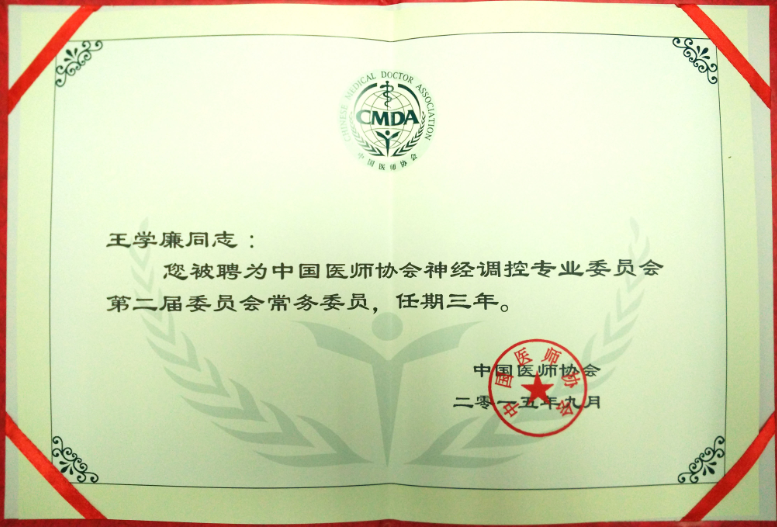 CHINESE MEDICAL DOCTOR ASSOCIATION
CMDA
中国医师协会
王学廉同志：
您被聘为中国医师协会神经调控专业委员会
第二届委员会常务委员，任期三年。
中国医师协会
二零一五年九月
中国医师协会